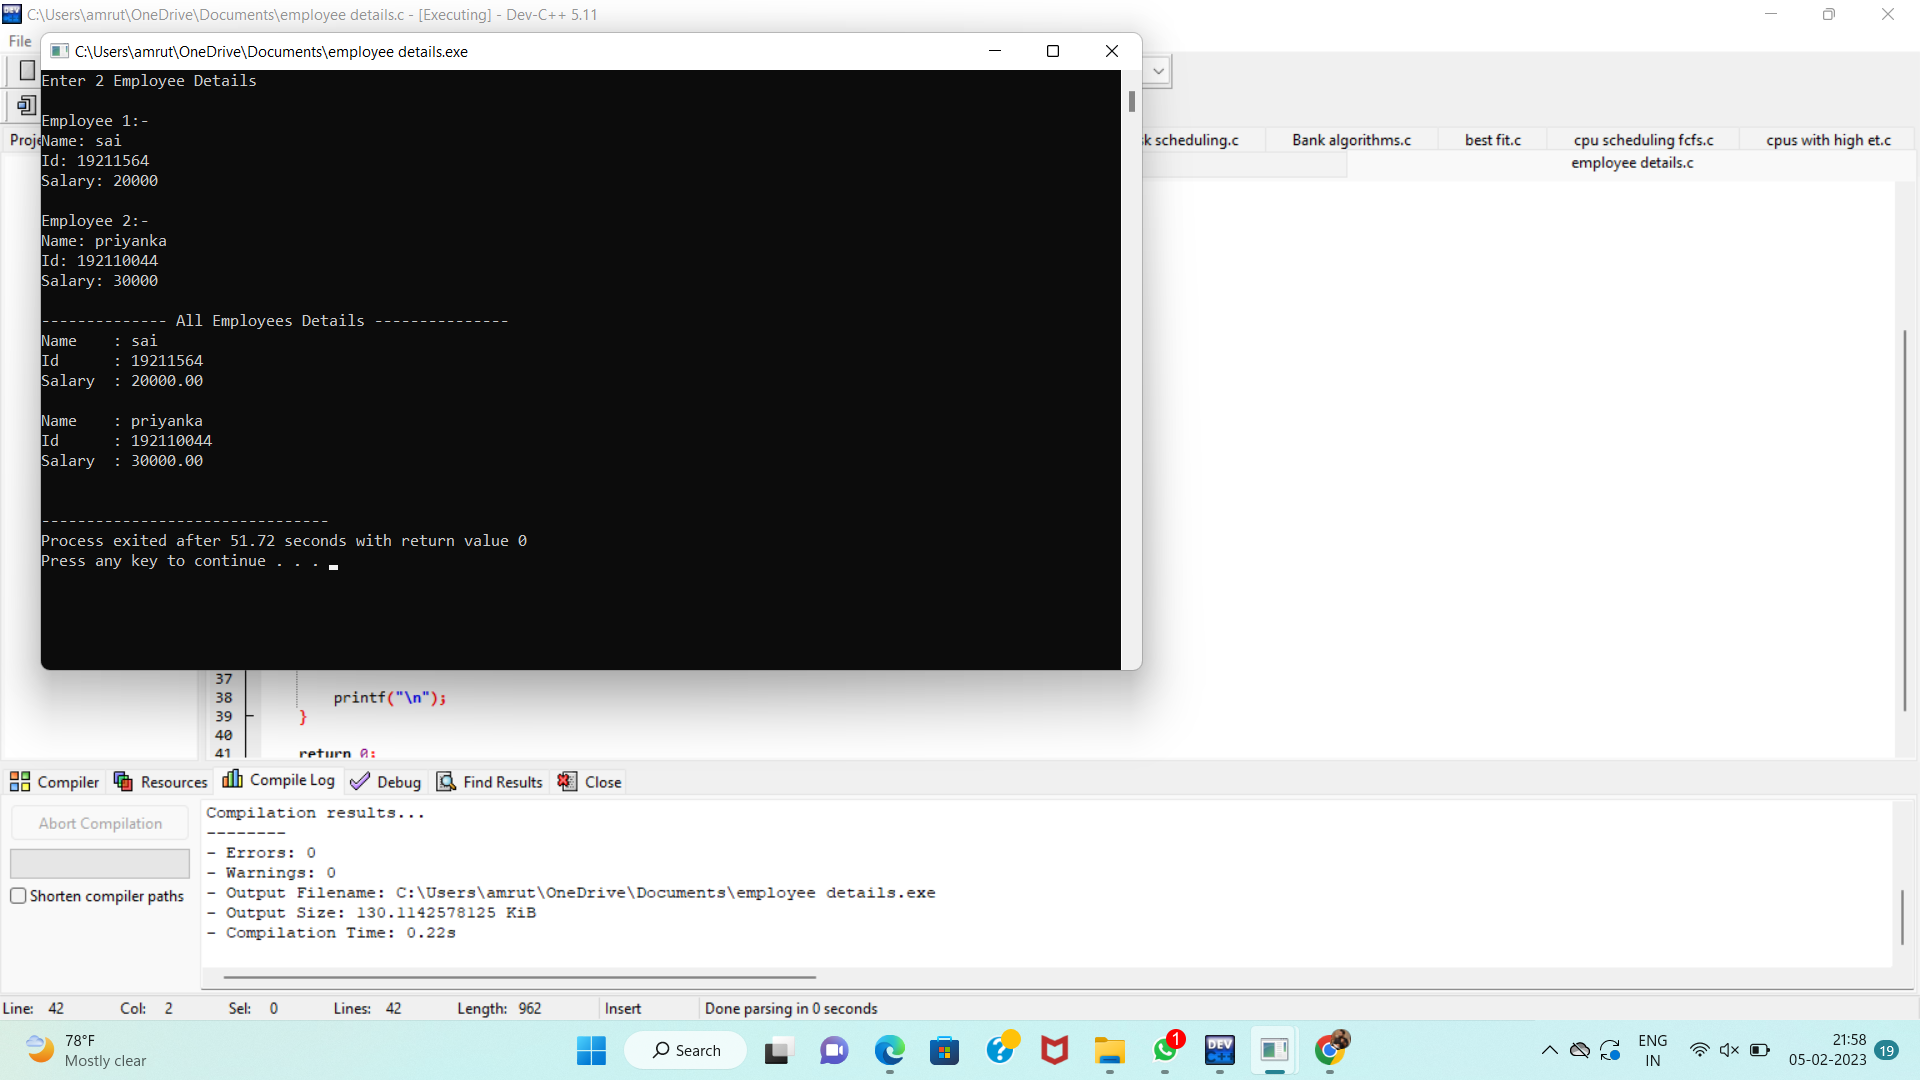 C:\Users\amrut\OneDrive\Documents\employee details.c - [Executing] - Dev-C++ 5.11
File
C:\Users\amrut\OneDrive\Documents\employee details.exe
Enter 2 Employee Details
Employee 1:-
Name: sai
Id: 19211564
Salary: 20000
Employee 2:-
Name: priyanka
Id: 192110044
Salary: 30000
-------------- All Employees Details ---------------
Name    : sai
Id      : 19211564
Salary  : 20000.00
Name    : priyanka
Id      : 192110044
Salary  : 30000.00
--------------------------------
Process exited after 51.72 seconds with return value 0
Press any key to continue . . .
Proje
k scheduling.c Bank algorithms.c best fit.c cpu scheduling fcfs.c cpus with high et.c
employee details.c
37
38 printf("\n");
39 }
40
41 return 0;
Compiler Resources Compile Log Debug Find Results Close
Abort Compilation
Shorten compiler paths
Compilation results...
--------
- Errors: 0
- Warnings: 0
- Output Filename: C:\Users\amrut\OneDrive\Documents\employee details.exe
- Output Size: 130.1142578125 KiB
- Compilation Time: 0.22s
Line: 42 Col: 2 Sel: 0 Lines: 42 Length: 962 Insert Done parsing in 0 seconds
78°F
Mostly clear
Search
1
DEV
C++
ENG
IN
21:58
05-02-2023
19